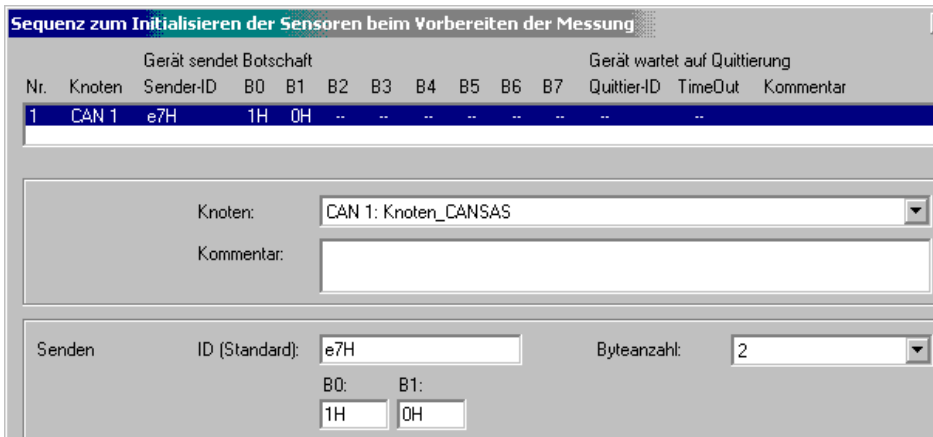 Sequenz zum Initialisieren der Sensoren beim Vorbereiten der Messung
Gerät sendet Botschaft Gerät wartet auf Quittierung
Nr. Knoten Sender-ID B0 B1 B2 B3 B4 B5 B6 B7 Quittier-ID TimeOut Kommentar
1 CAN 1 e7H 1H 0H -- -- -- -- -- -- -- --
Knoten: CAN 1: Knoten_CANSAS
Kommentar:
Senden ID (Standard): e7H Byteanzahl: 2
B0: B1:
1H 0H